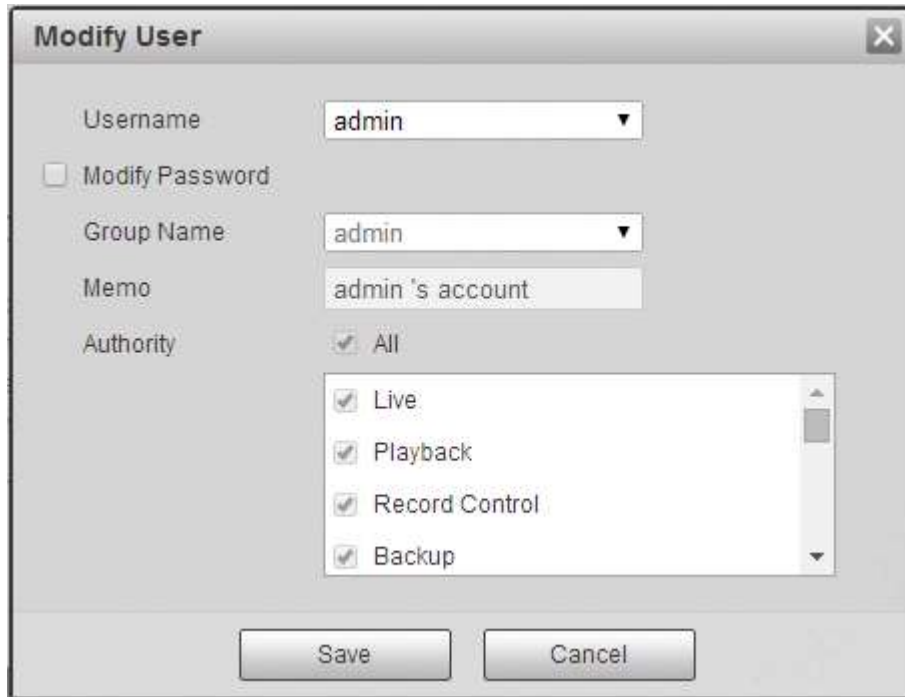 Modify User
Username admin
Modify Password
Group Name admin
Memo admin 's account
Authority All
Live
Playback
Record Control
Backup
Save Cancel